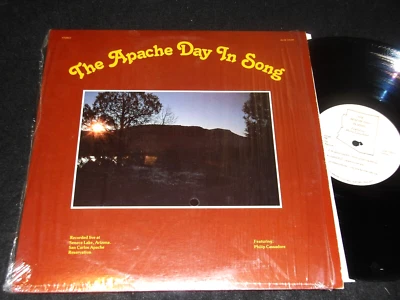 The Apache Day In Song
Recorded live at
Seneca Lake, Arizona.
San Carlos Apache
Reservation.
Featuring:
Philip Cassadore